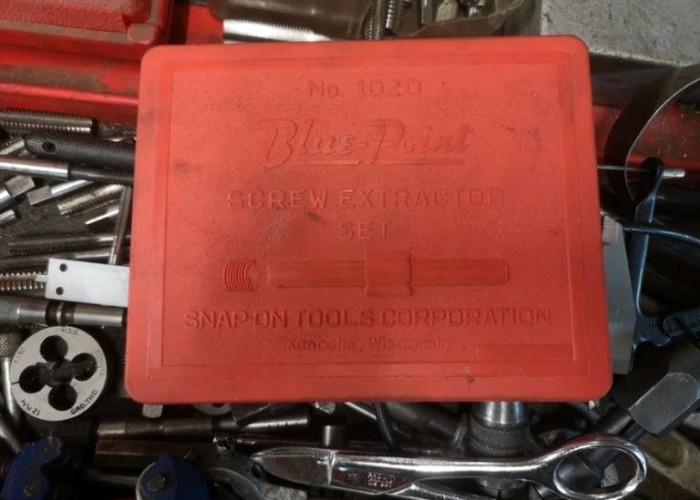 No. 1020
Blue-Point
SCREW EXTRACTOR
SET
SNAP-ON TOOLS CORPORATION
Kenosha, Wisconsin